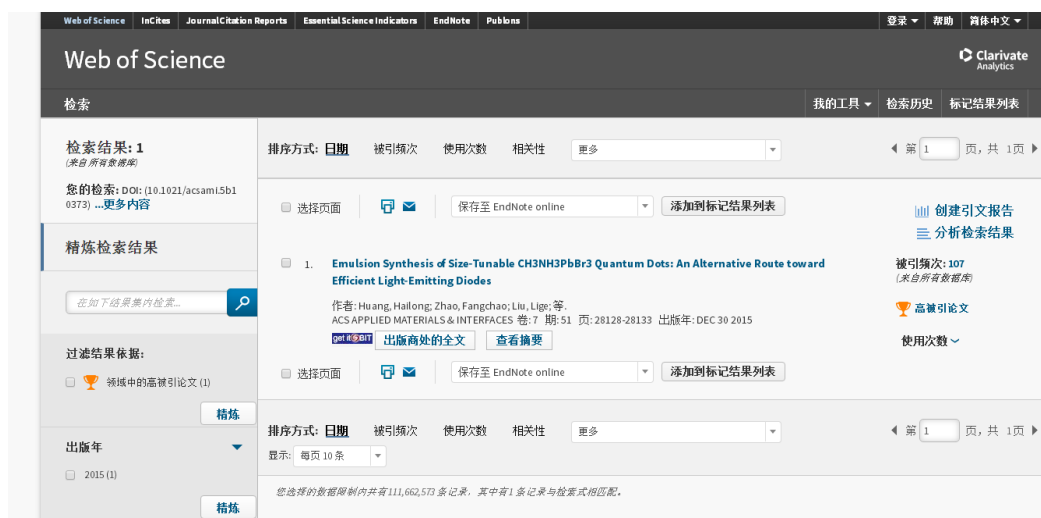 Web of Science InCites Journal Citation Reports Essential Science Indicators EndNote Publons 登录 帮助 简体中文
Web of Science
Clarivate
Analytics
检索 我的工具 检索历史 标记结果列表
检索结果: 1
(来自所有数据库)
您的检索: DOI: (10.1021/acsami.5b1
0373) ...更多内容
精炼检索结果
在如下结果集内检索...
过滤结果依据:
领域中的高被引论文 (1)
精炼
出版年
2015 (1)
精炼
排序方式: 日期 被引频次 使用次数 相关性 更多 第 1 页，共 1页
选择页面 保存至 EndNote online 添加到标记结果列表
创建引文报告
分析检索结果
1. Emulsion Synthesis of Size-Tunable CH3NH3PbBr3 Quantum Dots: An Alternative Route toward
Efficient Light-Emitting Diodes
作者: Huang, Hailong; Zhao, Fangchao; Liu, Lige; 等.
ACS APPLIED MATERIALS & INTERFACES 卷: 7 期: 51 页: 28128-28133 出版年: DEC 30 2015
get it@BIT 出版商处的全文 查看摘要
被引频次: 107
(来自所有数据库)
高被引论文
使用次数
选择页面 保存至 EndNote online 添加到标记结果列表
排序方式: 日期 被引频次 使用次数 相关性 更多 第 1 页，共 1页
显示: 每页 10 条
您选择的数据限制内共有111,662,573 条记录，其中有1 条记录与检索式相匹配。